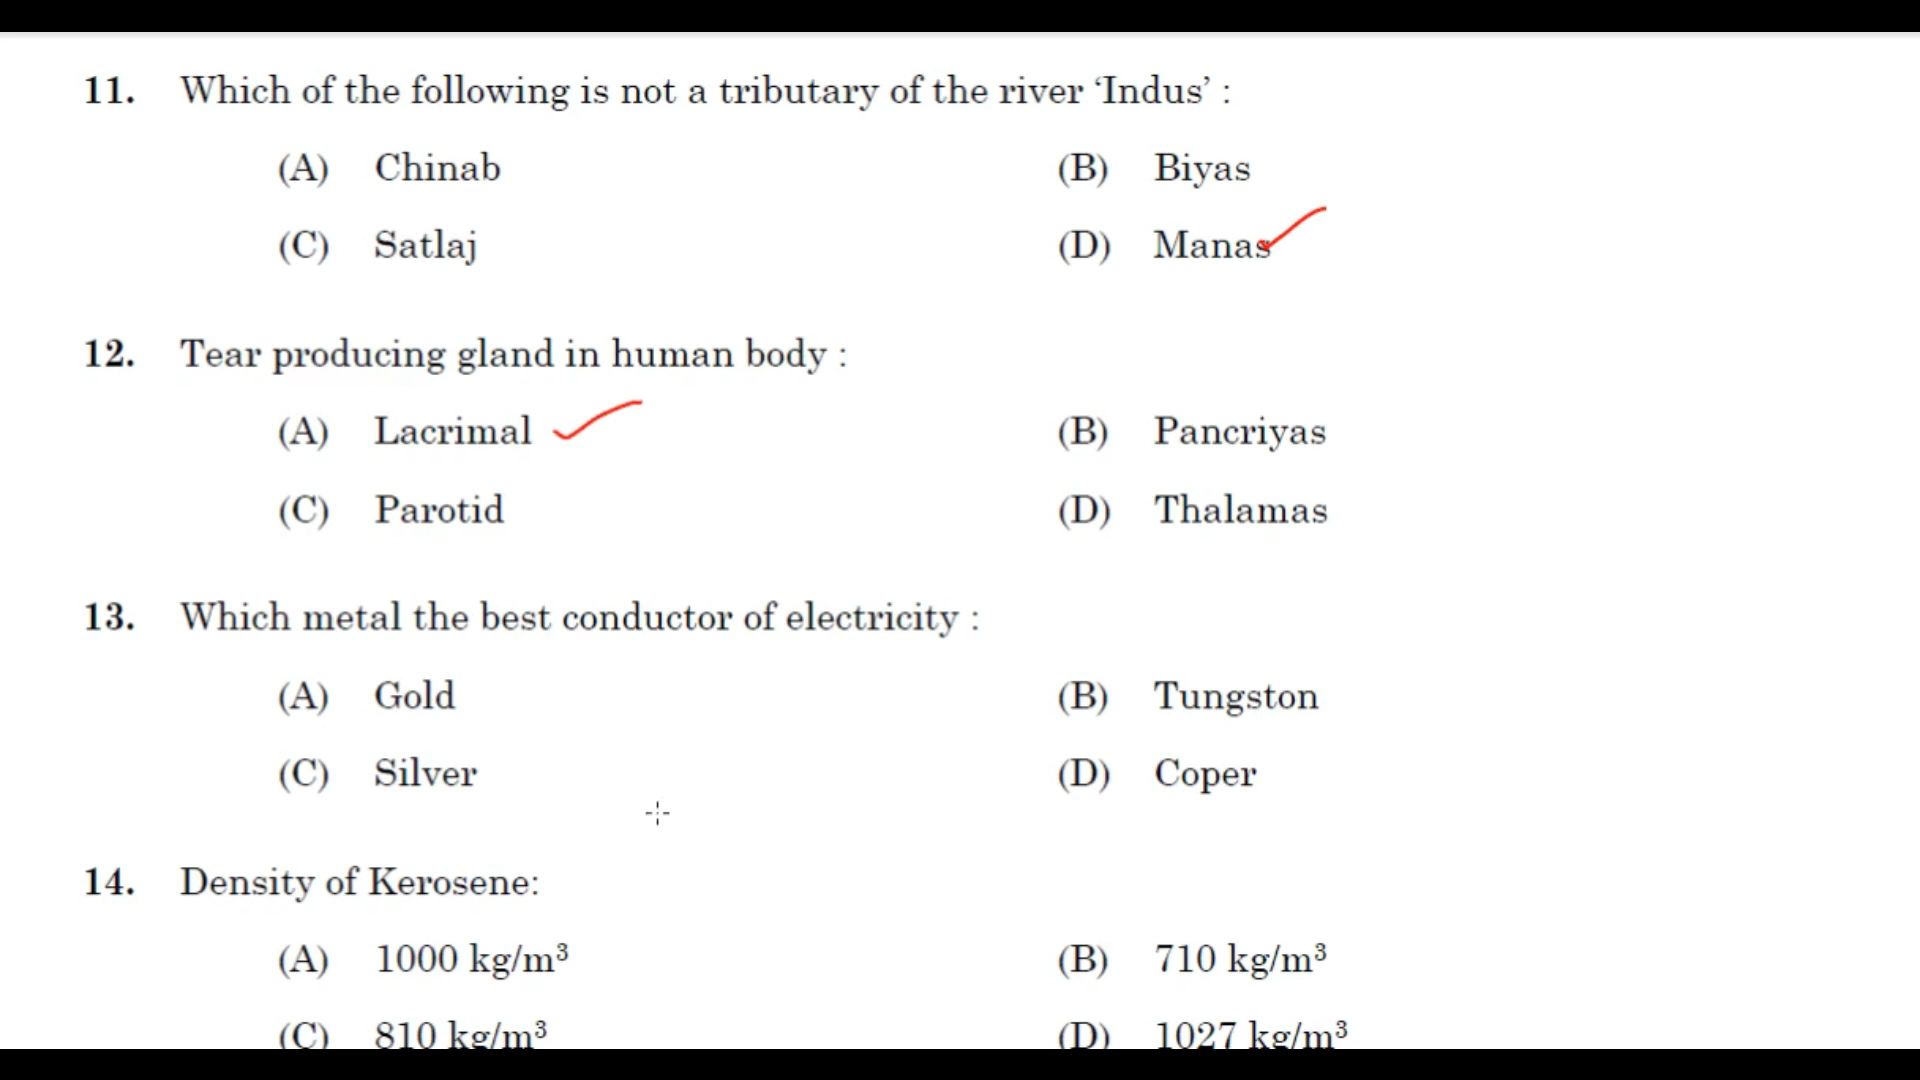 11. Which of the following is not a tributary of the river ‘Indus’ :
(A) Chinab (B) Biyas
(C) Satlaj (D) Manas
12. Tear producing gland in human body :
(A) Lacrimal (B) Pancriyas
(C) Parotid (D) Thalamas
13. Which metal the best conductor of electricity :
(A) Gold (B) Tungston
(C) Silver (D) Coper
14. Density of Kerosene:
(A) 1000 kg/m³ (B) 710 kg/m³
(C) 810 kg/m³ (D) 1027 kg/m³